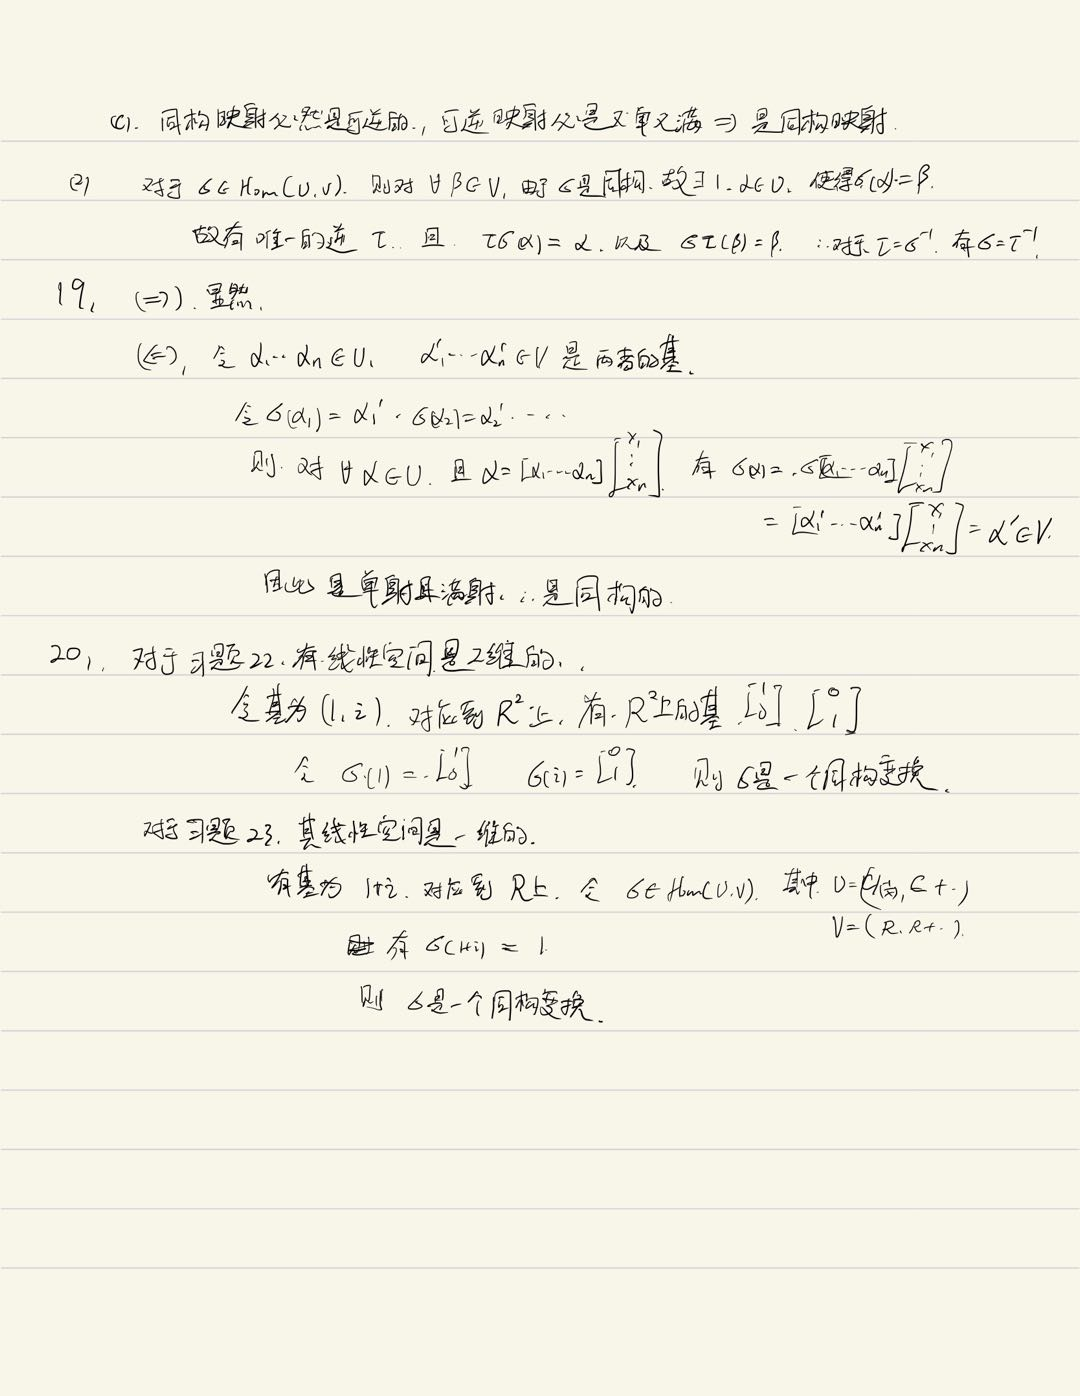 (1). 同构映射必然是可逆的,可逆映射必是又单又满 ⇒ 是同构映射.
(2) 对于 σ∈Hom(U,V). 则对 ∀β∈V, 由于σ是同构. 故∃1. α∈U. 使得σ(α)=β.
故有唯一的逆 τ. 且 τσ(α)=α. 以及 στ(β)=β. ∴对于 τ=σ⁻¹. 有σ=τ⁻¹.
19, (⇒). 显然.
(⇐), 令 α₁…αn∈U, α₁'…αn'∈V 是两者的基.
令 σ(α₁)=α₁' . σ(α₂)=α₂' ……
则 对 ∀α∈U. 且 α=[α₁…αn][x₁ ⋮ xn]. 有 σ(α)=σ[α₁…αn][x₁ ⋮ xn]
=[α₁'…αn'][x₁ ⋮ xn]=α'∈V.
因此 是单射且满射. ∴是同构的.
20,. 对于习题22. 有线性空间是2维的.
令基为 (1, i). 对应到 R²上. 有 R²上的基 [1 0] . [0 1]
令 σ(1)=[1 0] σ(i)=[0 1]. 则σ是一个同构变换.
对于习题23. 其线性空间是一维的.
有基为 1+i. 对应到 R上. 令 σ∈Hom(U.V). 其中 U=
V=(R. R+·).
有 σ(1+i)=1.
则 σ是一个同构变换.